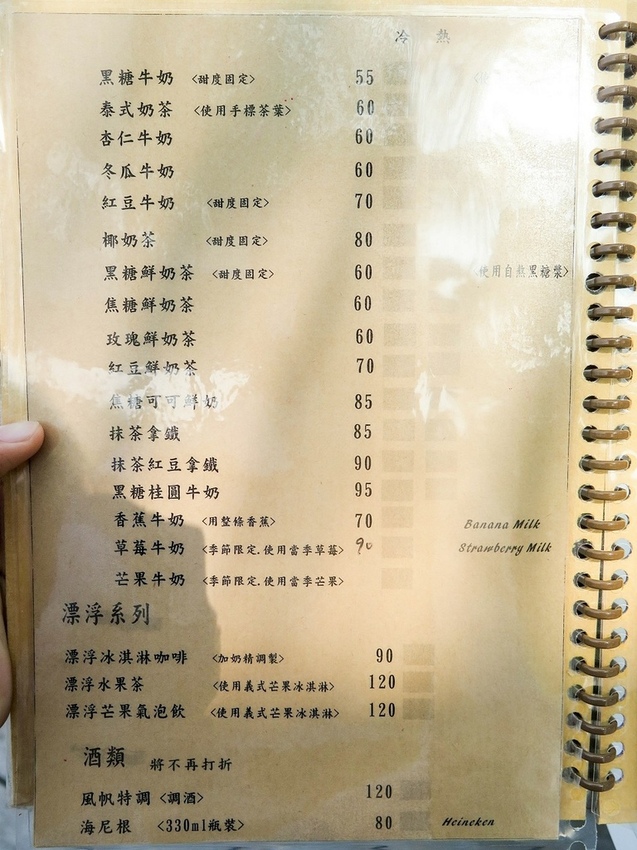 冷 熱
黑糖牛奶 <甜度固定> 55
泰式奶茶 <使用手標茶葉> 60
杏仁牛奶 60
冬瓜牛奶 60
紅豆牛奶 <甜度固定> 70
椰奶茶 <甜度固定> 80
黑糖鮮奶茶 <甜度固定> 60 使用自熬黑糖漿>
焦糖鮮奶茶 60
玫瑰鮮奶茶 60
紅豆鮮奶茶 70
焦糖可可鮮奶 85
抹茶拿鐵 85
抹茶紅豆拿鐵 90
黑糖桂圓牛奶 95
香蕉牛奶 <用整條香蕉> 70 Banana Milk
草莓牛奶 <季節限定.使用當季草莓> 90 Strawberry Milk
芒果牛奶 <季節限定.使用當季芒果>
漂浮系列
漂浮冰淇淋咖啡 <加奶精調製> 90
漂浮水果茶 <使用義式芒果冰淇淋> 120
漂浮芒果氣泡飲 <使用義式芒果冰淇淋> 120
酒類 將不再打折
風帆特調 <調酒> 120
海尼根 <330ml瓶裝> 80 Heineken